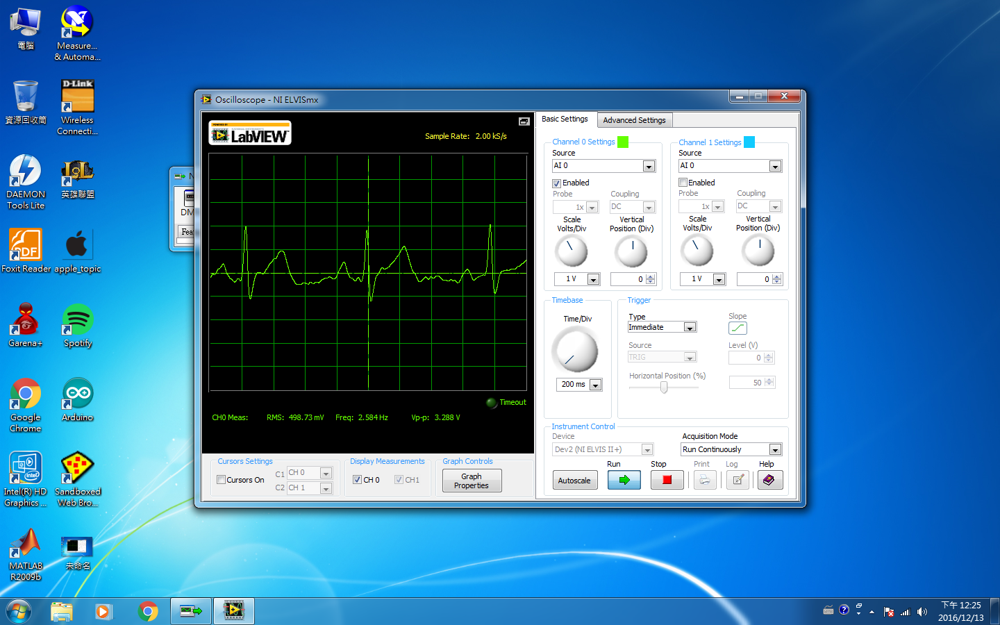 電腦
Measure...
& Automa...
資源回收筒
D-Link
Wireless
Connecti...
DAEMON
Tools Lite
英雄聯盟
Foxit Reader
apple_topic
Garena+
Spotify
Google
Chrome
Arduino
Intel(R) HD
Graphics ...
Sandboxed
Web Bro...
MATLAB
R2009b
未命名
N
DM
Fea
Oscilloscope - NI ELVISmx
POWERED BY
NATIONAL INSTRUMENTS
LabVIEW
Sample Rate: 2.00 kS/s
Timeout
CH0 Meas: RMS: 498.73 mV Freq: 2.584 Hz Vp-p: 3.288 V
Cursors Settings
Cursors On
C1 CH 0
C2 CH 1
Display Measurements
CH 0 CH1
Graph Controls
Graph
Properties
Basic Settings Advanced Settings
Channel 0 Settings
Source
AI 0
Enabled
Probe Coupling
1x DC
Scale
Volts/Div
Vertical
Position (Div)
1 V 0
Channel 1 Settings
Source
AI 0
Enabled
Probe Coupling
1x DC
Scale
Volts/Div
Vertical
Position (Div)
1 V 0
Timebase
Time/Div
200 ms
Trigger
Type Slope
Immediate
Source Level (V)
TRIG 0
Horizontal Position (%)
50
Instrument Control
Device Acquisition Mode
Dev2 (NI ELVIS II+) Run Continuously
Run Stop Print Log Help
Autoscale
下午 12:25
2016/12/13